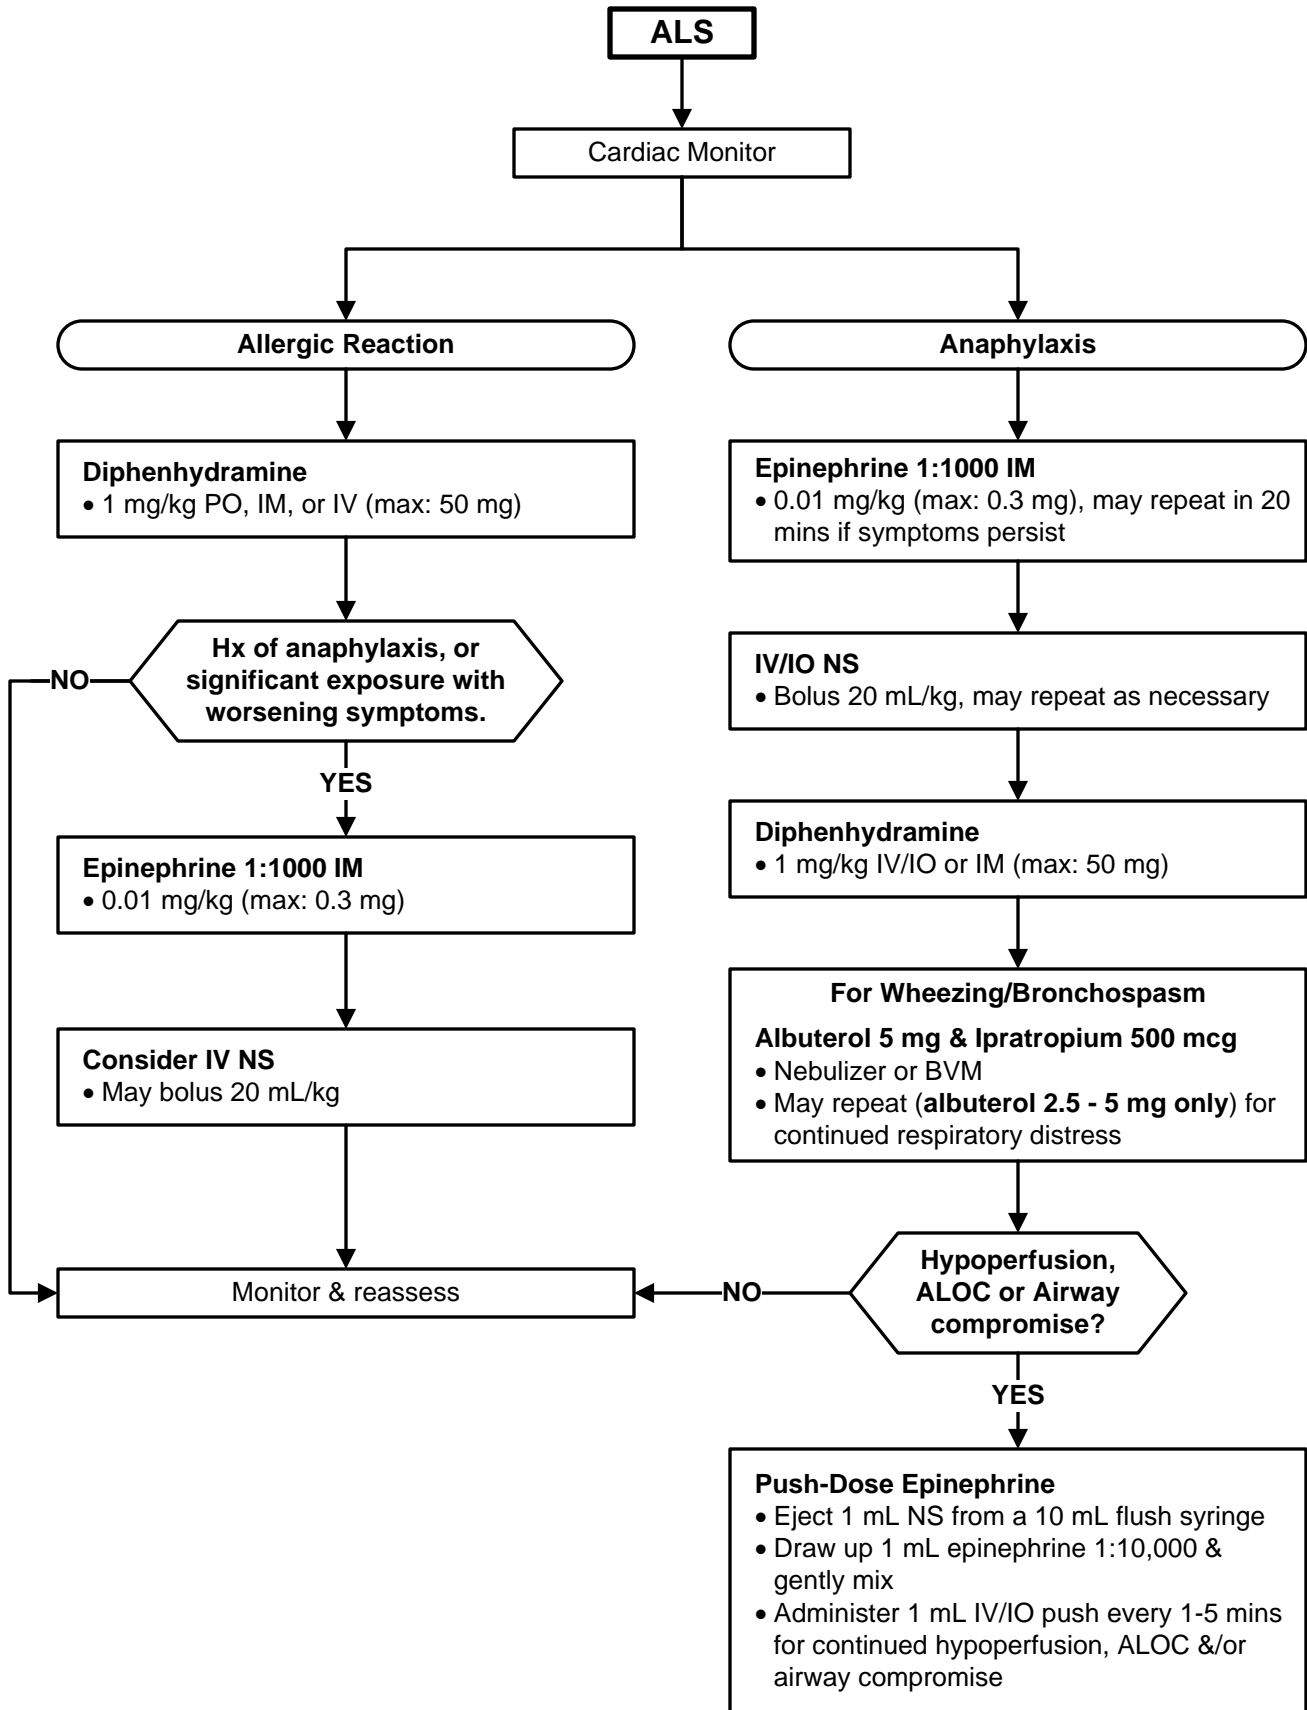 ALS
Cardiac Monitor
Allergic Reaction
Diphenhydramine
• 1 mg/kg PO, IM, or IV (max: 50 mg)
Hx of anaphylaxis, or
significant exposure with
worsening symptoms.
NO
YES
Epinephrine 1:1000 IM
• 0.01 mg/kg (max: 0.3 mg)
Consider IV NS
• May bolus 20 mL/kg
Monitor & reassess
Anaphylaxis
Epinephrine 1:1000 IM
• 0.01 mg/kg (max: 0.3 mg), may repeat in 20
mins if symptoms persist
IV/IO NS
• Bolus 20 mL/kg, may repeat as necessary
Diphenhydramine
• 1 mg/kg IV/IO or IM (max: 50 mg)
For Wheezing/Bronchospasm
Albuterol 5 mg & Ipratropium 500 mcg
• Nebulizer or BVM
• May repeat (albuterol 2.5 - 5 mg only) for
continued respiratory distress
Hypoperfusion,
ALOC or Airway
compromise?
NO
YES
Push-Dose Epinephrine
• Eject 1 mL NS from a 10 mL flush syringe
• Draw up 1 mL epinephrine 1:10,000 &
gently mix
• Administer 1 mL IV/IO push every 1-5 mins
for continued hypoperfusion, ALOC &/or
airway compromise